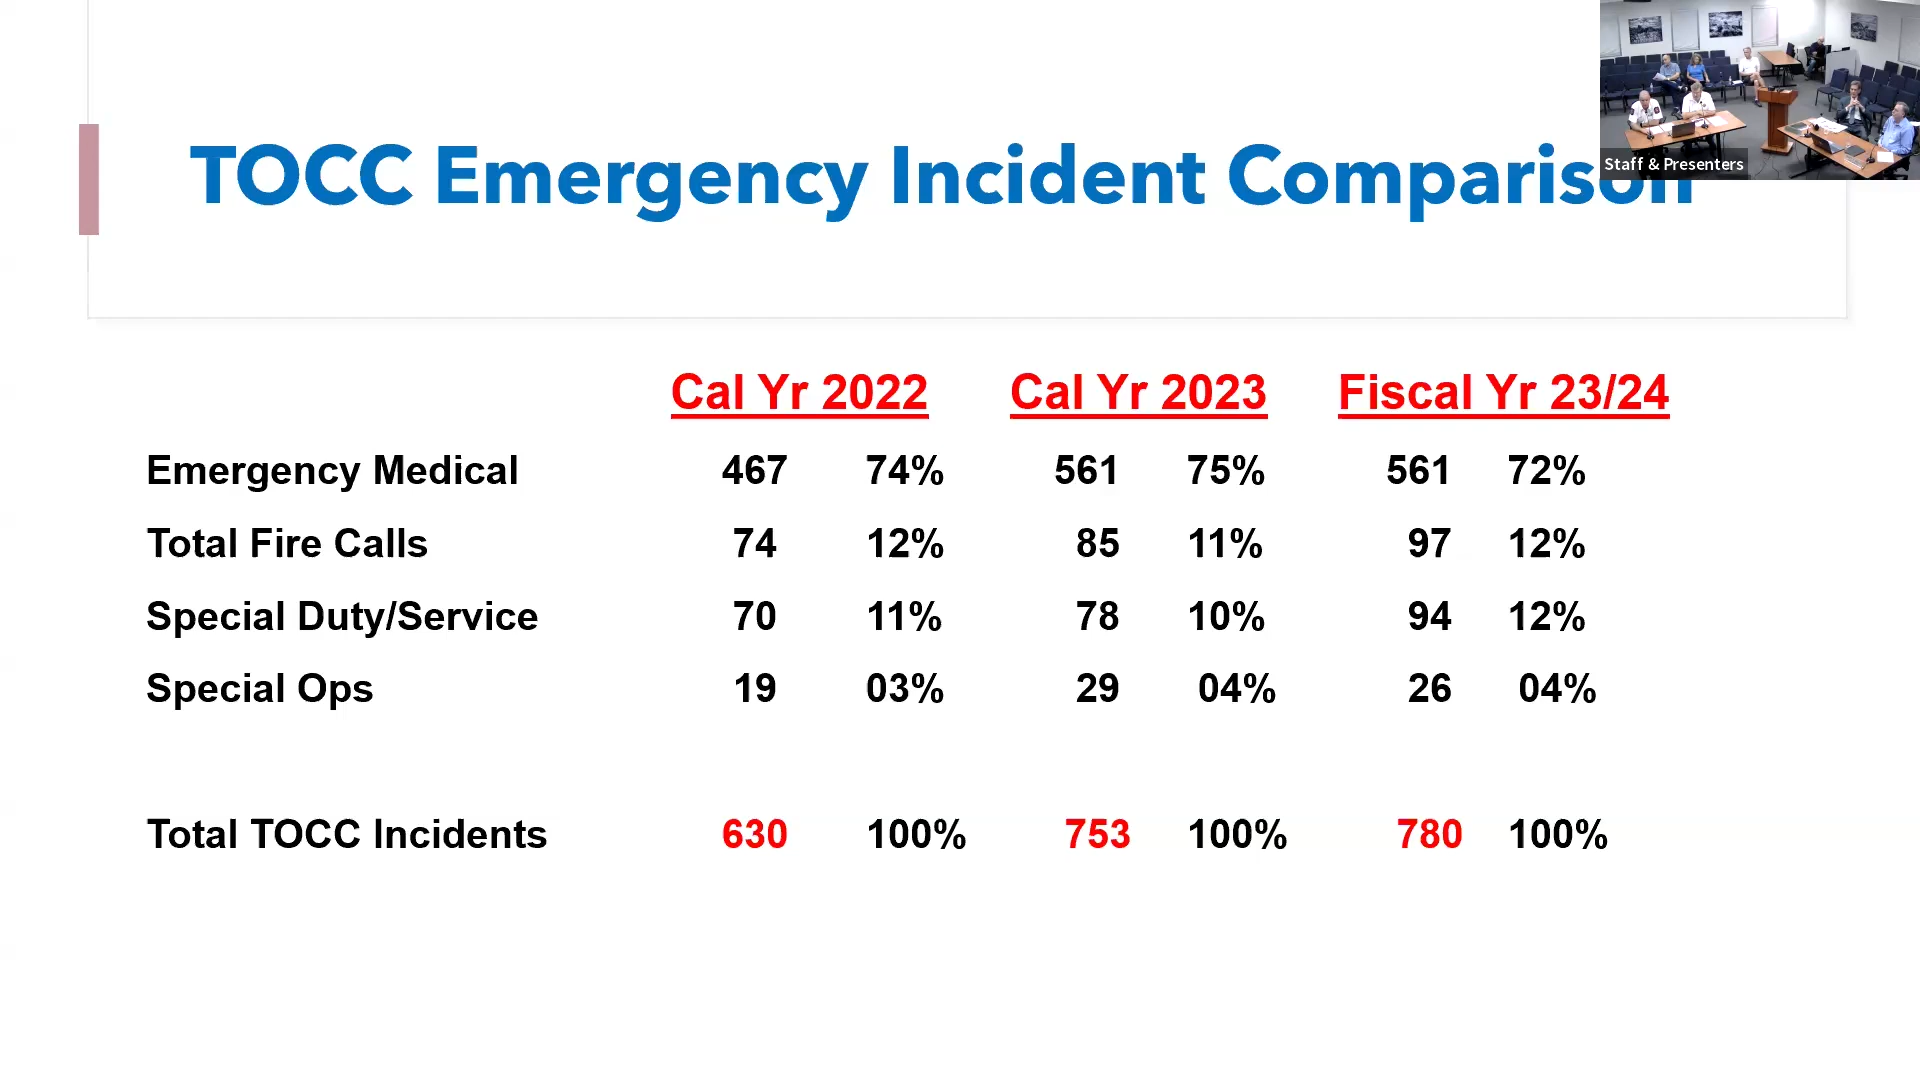 TOCC Emergency Incident Comparison
Staff & Presenters
Cal Yr 2022 Cal Yr 2023 Fiscal Yr 23/24
Emergency Medical 467 74% 561 75% 561 72%
Total Fire Calls 74 12% 85 11% 97 12%
Special Duty/Service 70 11% 78 10% 94 12%
Special Ops 19 03% 29 04% 26 04%
Total TOCC Incidents 630 100% 753 100% 780 100%